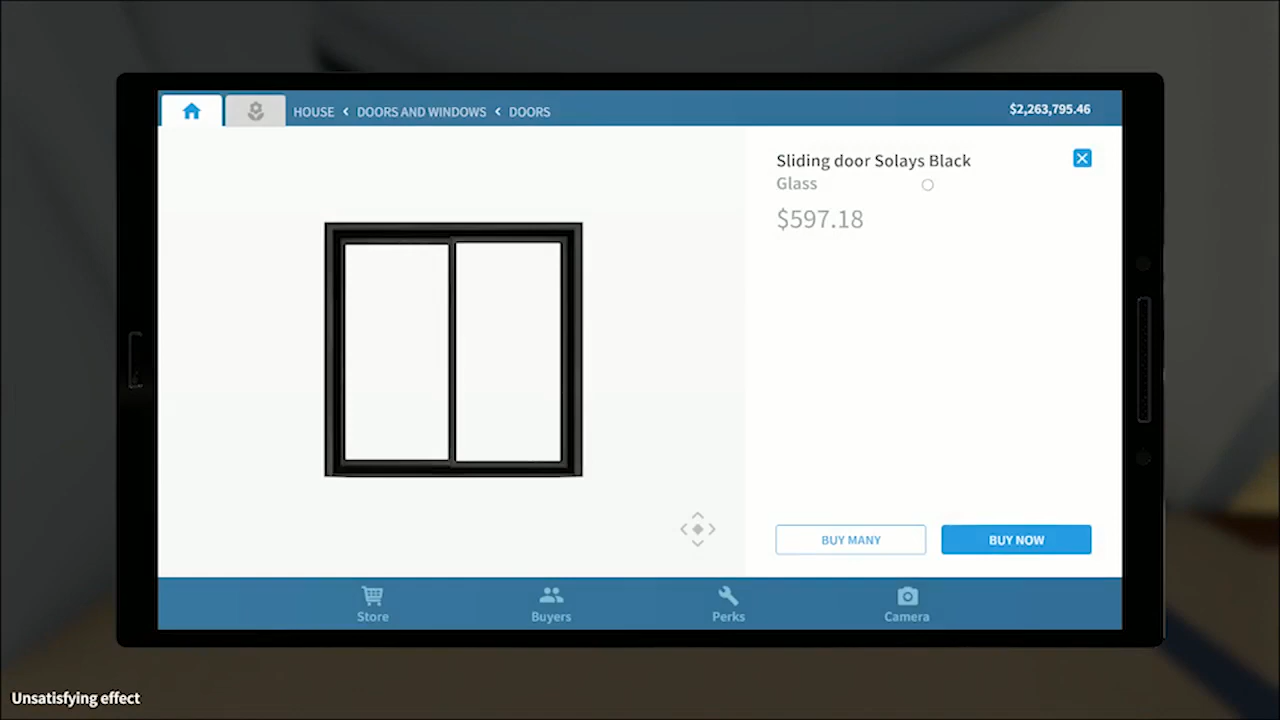 HOUSE < DOORS AND WINDOWS < DOORS
$2,263,795.46
Sliding door Solays Black
Glass
$597.18
BUY MANY
BUY NOW
Store
Buyers
Perks
Camera
Unsatisfying effect